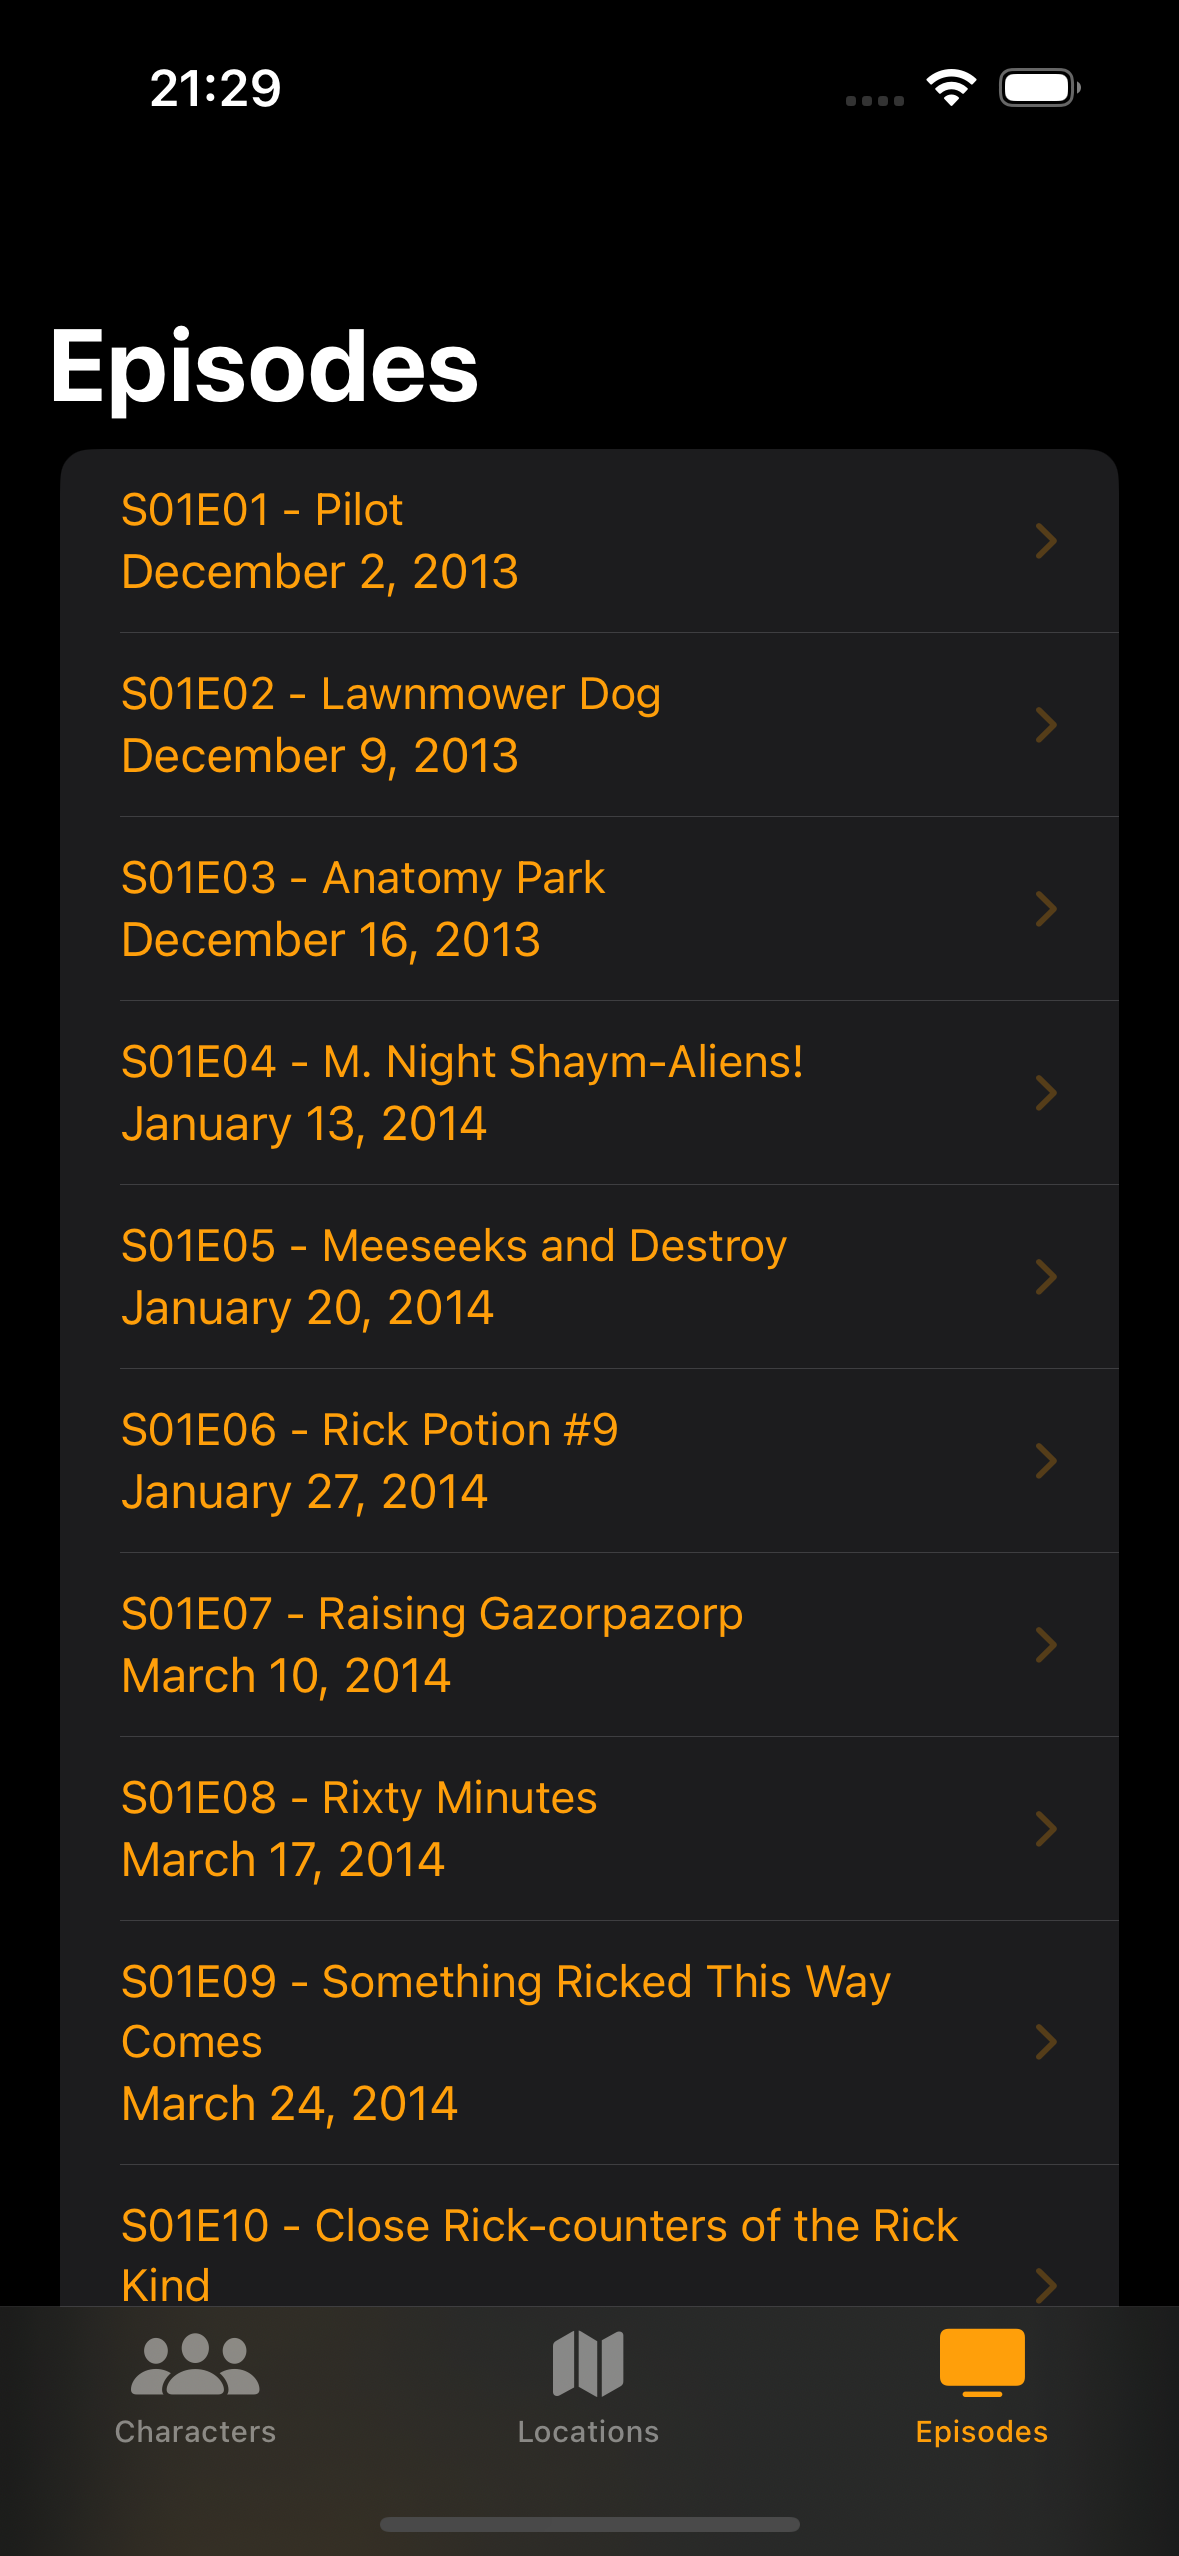 21:29
Episodes
S01E01 - Pilot
December 2, 2013
S01E02 - Lawnmower Dog
December 9, 2013
S01E03 - Anatomy Park
December 16, 2013
S01E04 - M. Night Shaym-Aliens!
January 13, 2014
S01E05 - Meeseeks and Destroy
January 20, 2014
S01E06 - Rick Potion #9
January 27, 2014
S01E07 - Raising Gazorpazorp
March 10, 2014
S01E08 - Rixty Minutes
March 17, 2014
S01E09 - Something Ricked This Way
Comes
March 24, 2014
S01E10 - Close Rick-counters of the Rick
Kind
Characters
Locations
Episodes